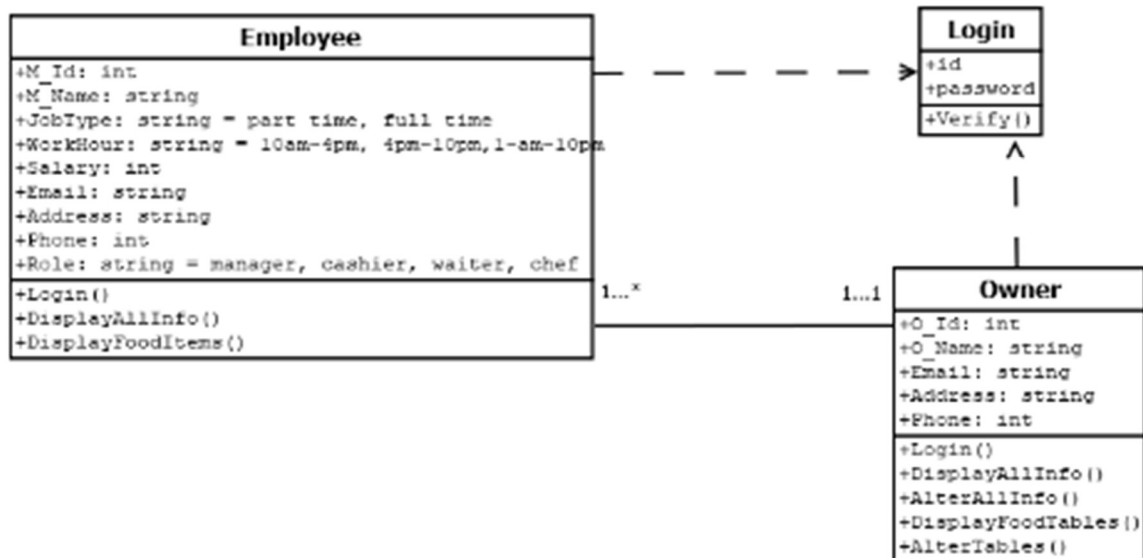 Employee
+M_Id: int
+M_Name: string
+JobType: string = part time, full time
+WorkHour: string = 10am-4pm, 4pm-10pm,1-am-10pm
+Salary: int
+Email: string
+Address: string
+Phone: int
+Role: string = manager, cashier, waiter, chef
+Login()
+DisplayAllInfo()
+DisplayFoodItems()
Login
+id
+password
+Verify()
1...*
1...1
Owner
+O_Id: int
+O_Name: string
+Email: string
+Address: string
+Phone: int
+Login()
+DisplayAllInfo()
+AlterAllInfo()
+DisplayFoodTables()
+AlterTables()